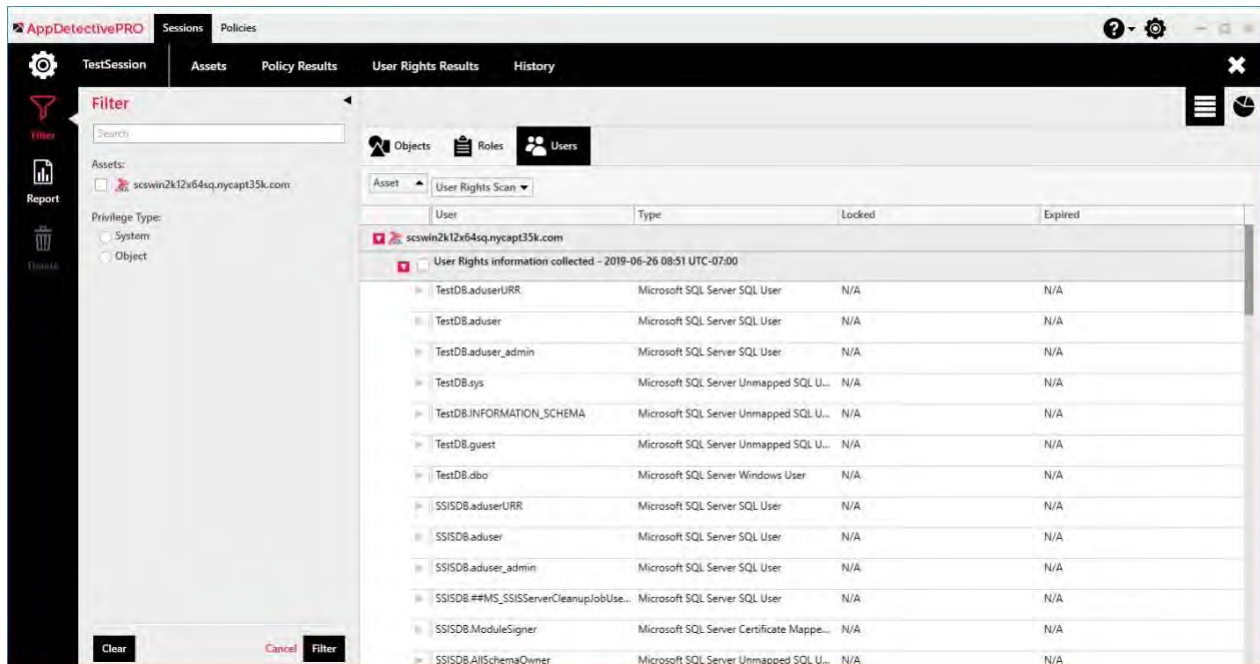 AppDetectivePRO Sessions Policies
TestSession Assets Policy Results User Rights Results History
Filter
Filter
Search
Report
Delete
Assets:
scswin2k12x64sq.nycapt35k.com
Privilege Type:
System
Object
Clear Cancel Filter
Objects Roles Users
Asset User Rights Scan
User Type Locked Expired
scswin2k12x64sq.nycapt35k.com
User Rights information collected - 2019-06-26 08:51 UTC-07:00
TestDB.aduserURR Microsoft SQL Server SQL User N/A N/A
TestDB.aduser Microsoft SQL Server SQL User N/A N/A
TestDB.aduser_admin Microsoft SQL Server SQL User N/A N/A
TestDB.sys Microsoft SQL Server Unmapped SQL U... N/A N/A
TestDB.INFORMATION_SCHEMA Microsoft SQL Server Unmapped SQL U... N/A N/A
TestDB.guest Microsoft SQL Server Unmapped SQL U... N/A N/A
TestDB.dbo Microsoft SQL Server Windows User N/A N/A
SSISDB.aduserURR Microsoft SQL Server SQL User N/A N/A
SSISDB.aduser Microsoft SQL Server SQL User N/A N/A
SSISDB.aduser_admin Microsoft SQL Server SQL User N/A N/A
SSISDB.##MS_SSISServerCleanupJobUse... Microsoft SQL Server SQL User N/A N/A
SSISDB.ModuleSigner Microsoft SQL Server Certificate Mappe... N/A N/A
SSISDB.AllSchemaOwner Microsoft SQL Server Unmapped SQL U... N/A N/A